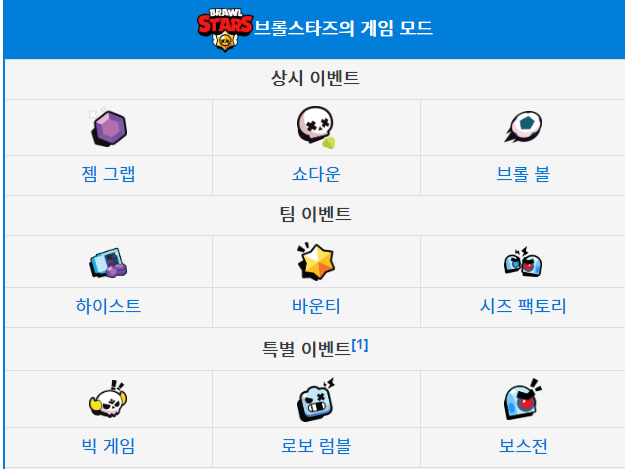 BRAWL
STARS
브롤스타즈의 게임 모드
상시 이벤트
젬 그랩 쇼다운 브롤 볼
팀 이벤트
하이스트 바운티 시즈 팩토리
특별 이벤트[1]
빅 게임 로보 럼블 보스전